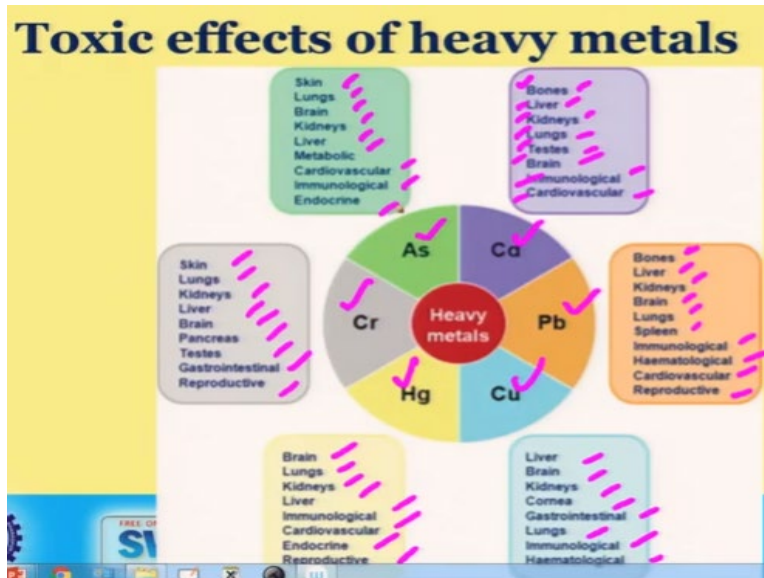 Toxic effects of heavy metals
Skin
Lungs
Brain
Kidneys
Liver
Metabolic
Cardiovascular
Immunological
Endocrine
Bones
Liver
Kidneys
Lungs
Testes
Brain
Immunological
Cardiovascular
As
Cd
Skin
Lungs
Kidneys
Liver
Brain
Pancreas
Testes
Gastrointestinal
Reproductive
Cr
Heavy
metals
Pb
Bones
Liver
Kidneys
Brain
Lungs
Spleen
Immunological
Haematological
Cardiovascular
Reproductive
Hg
Cu
Brain
Lungs
Kidneys
Liver
Immunological
Cardiovascular
Endocrine
Reproductive
Liver
Brain
Kidneys
Cornea
Gastrointestinal
Lungs
Immunological
Haematological